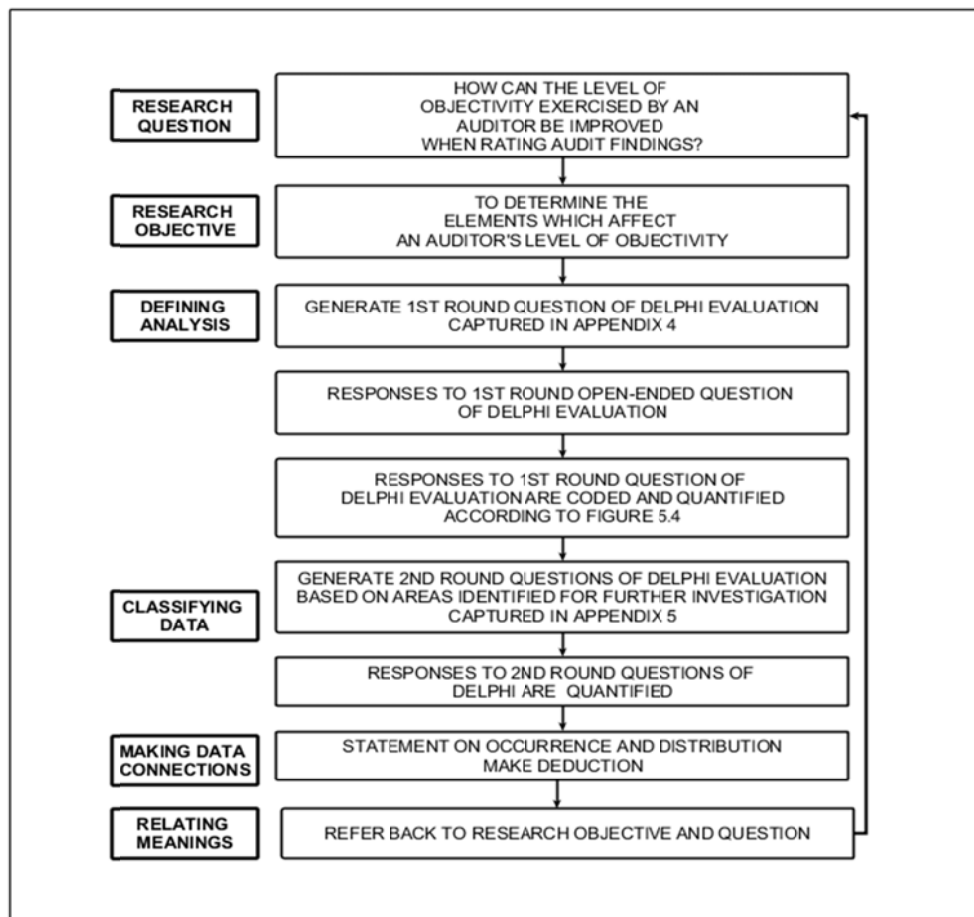 RESEARCH
QUESTION
HOW CAN THE LEVEL OF
OBJECTIVITY EXERCISED BY AN
AUDITOR BE IMPROVED
WHEN RATING AUDIT FINDINGS?
RESEARCH
OBJECTIVE
TO DETERMINE THE
ELEMENTS WHICH AFFECT
AN AUDITOR'S LEVEL OF OBJECTIVITY
DEFINING
ANALYSIS
GENERATE 1ST ROUND QUESTION OF DELPHI EVALUATION
CAPTURED IN APPENDIX 4
RESPONSES TO 1ST ROUND OPEN-ENDED QUESTION
OF DELPHI EVALUATION
RESPONSES TO 1ST ROUND QUESTION OF
DELPHI EVALUATION ARE CODED AND QUANTIFIED
ACCORDING TO FIGURE 5.4
CLASSIFYING
DATA
GENERATE 2ND ROUND QUESTIONS OF DELPHI EVALUATION
BASED ON AREAS IDENTIFIED FOR FURTHER INVESTIGATION
CAPTURED IN APPENDIX 5
RESPONSES TO 2ND ROUND QUESTIONS OF
DELPHI ARE QUANTIFIED
MAKING DATA
CONNECTIONS
STATEMENT ON OCCURRENCE AND DISTRIBUTION
MAKE DEDUCTION
RELATING
MEANINGS
REFER BACK TO RESEARCH OBJECTIVE AND QUESTION